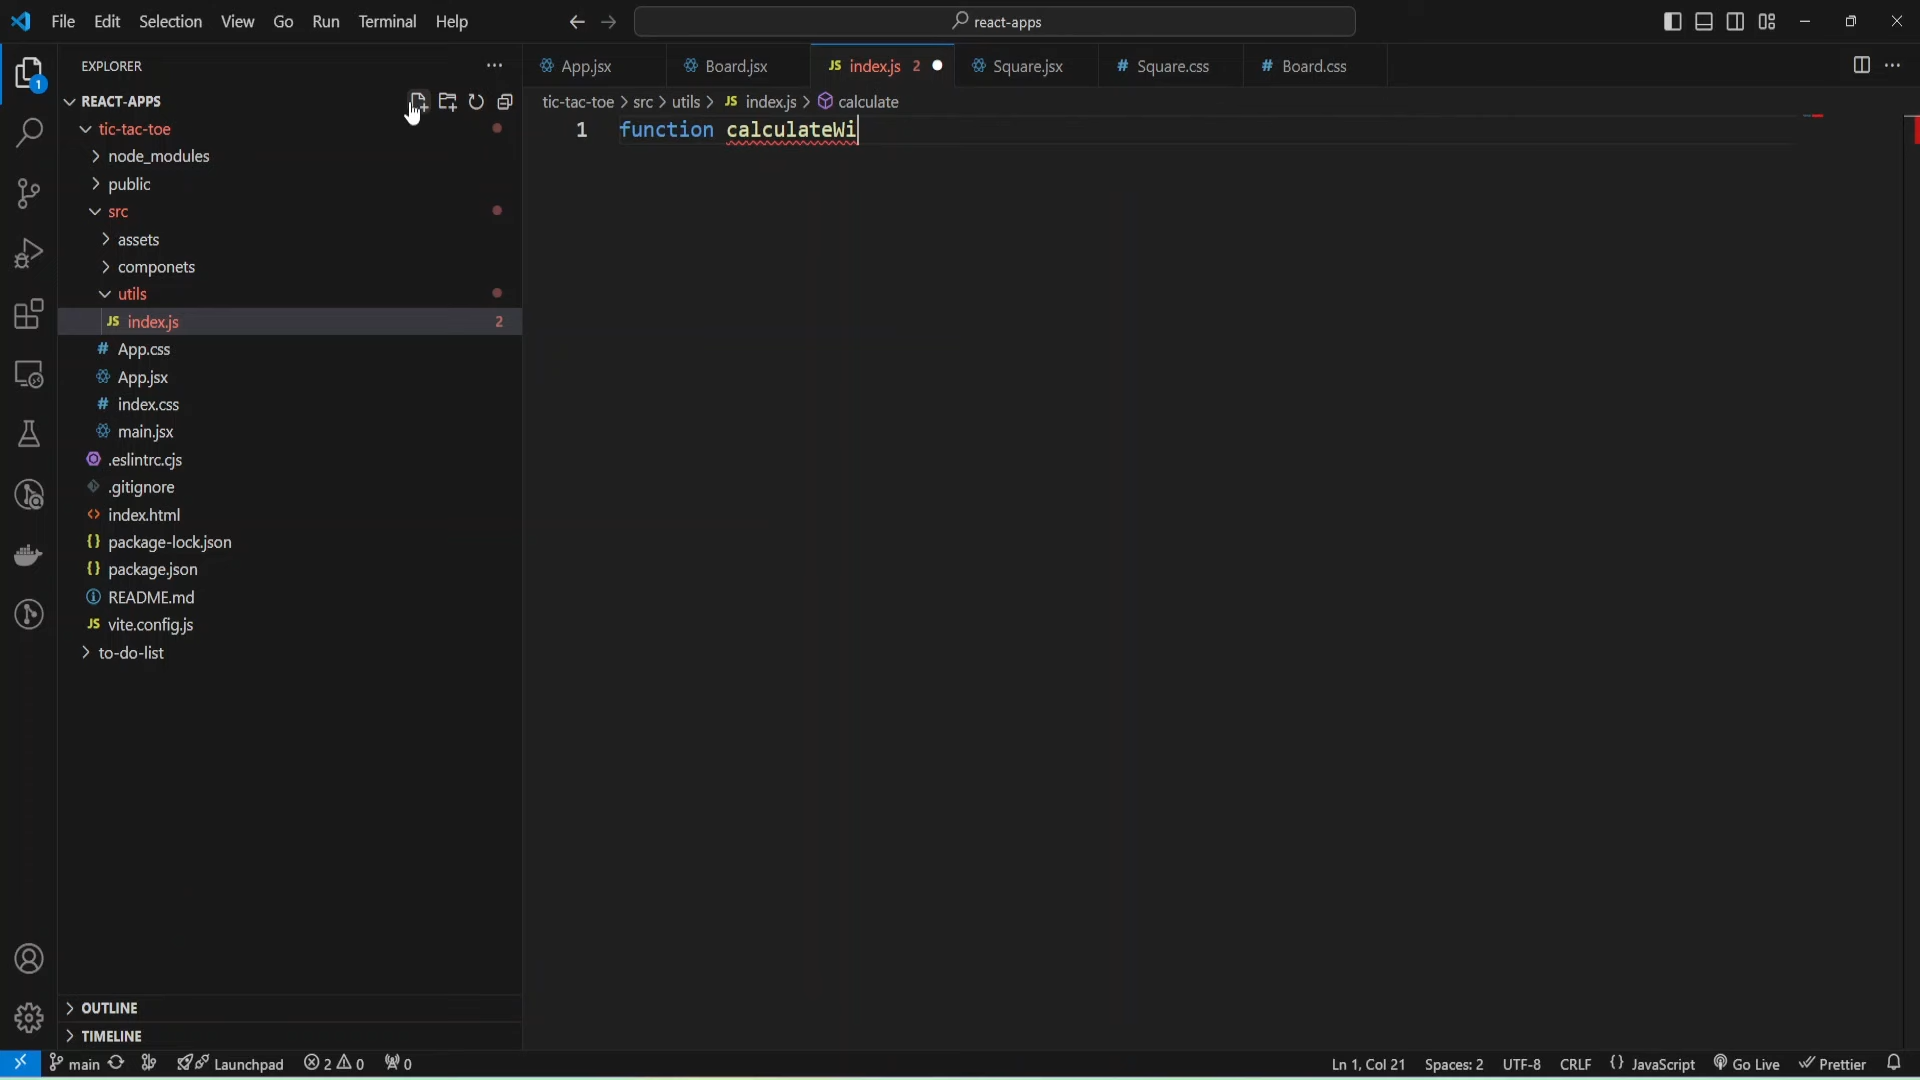 File Edit Selection View Go Run Terminal Help
react-apps
EXPLORER
1
REACT-APPS
tic-tac-toe
node_modules
public
src
assets
componets
utils
JS index.js 2
# App.css
App.jsx
# index.css
main.jsx
.eslintrc.cjs
.gitignore
<> index.html
{} package-lock.json
{} package.json
README.md
JS vite.config.js
to-do-list
OUTLINE
TIMELINE
App.jsx
Board.jsx
JS index.js 2
Square.jsx
# Square.css
# Board.css
tic-tac-toe > src > utils > JS index.js > calculate
1 function calculateWi
main
Launchpad
2 0
0
Ln 1, Col 21
Spaces: 2
UTF-8
CRLF
{} JavaScript
Go Live
Prettier